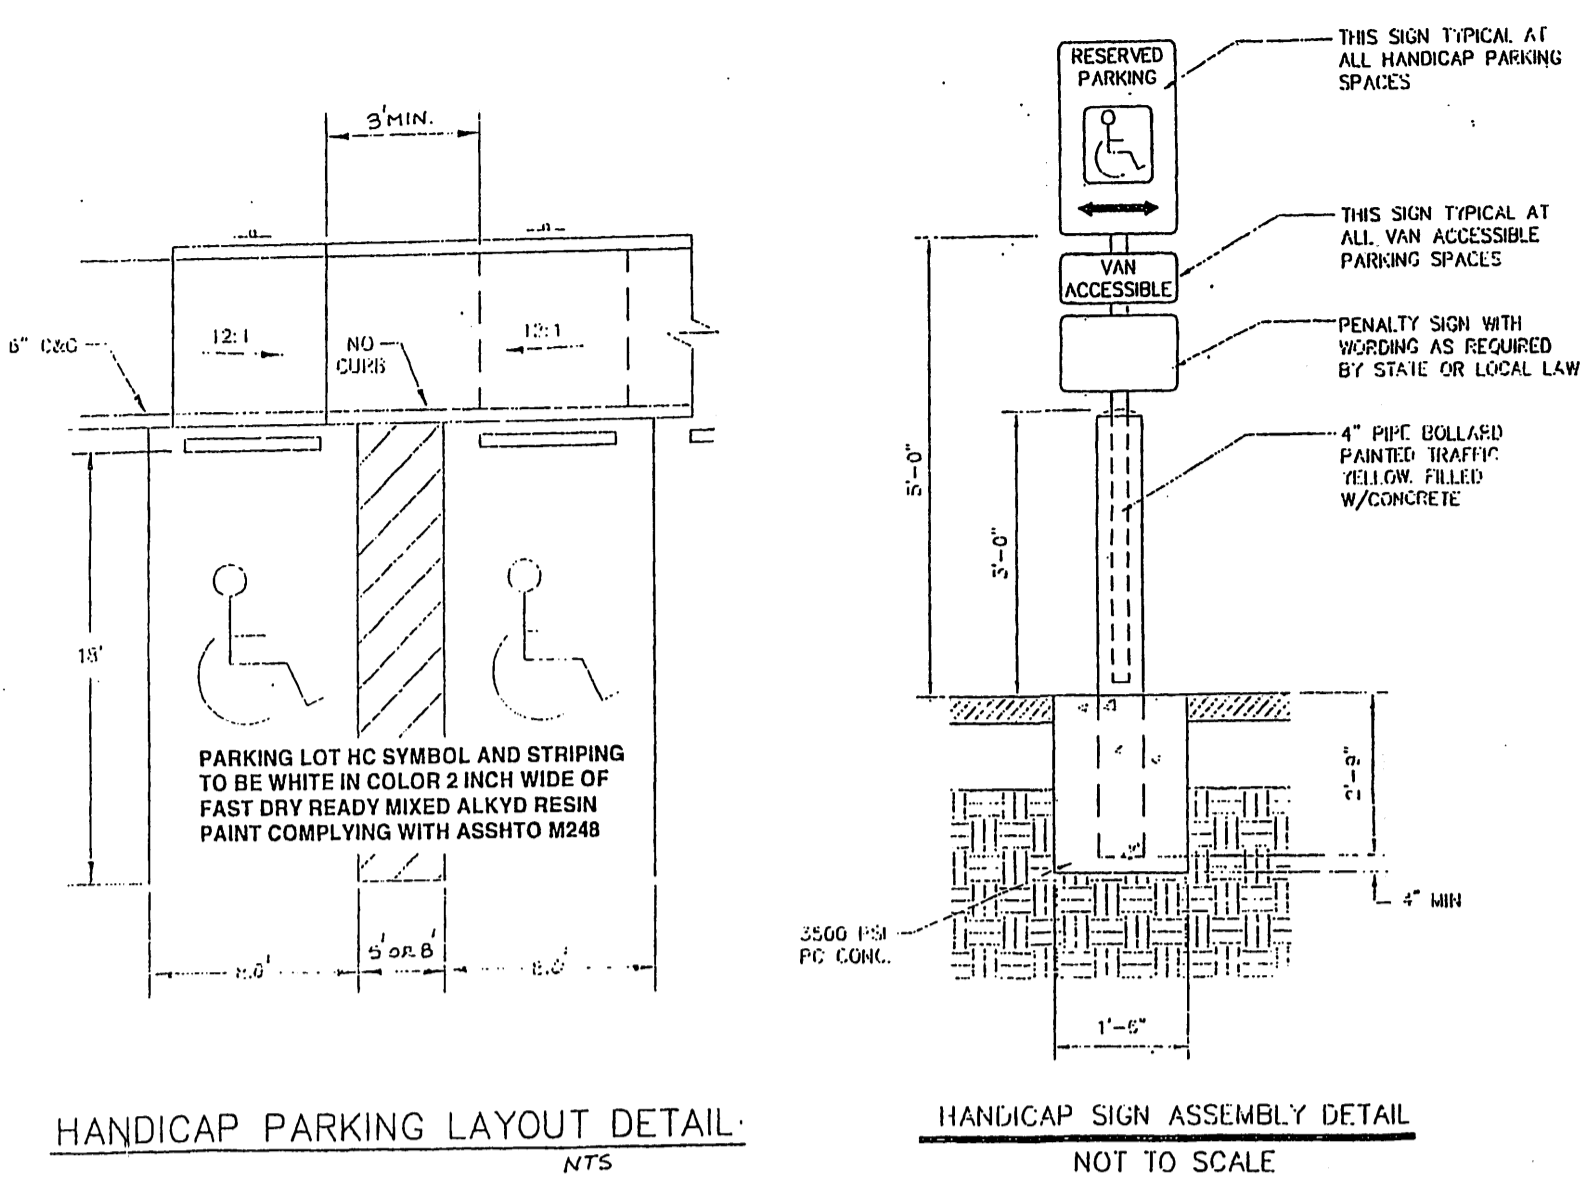 3' MIN.
12:1
12:1
6" C&G
NO
CURB
18'
PARKING LOT HC SYMBOL AND STRIPING
TO BE WHITE IN COLOR 2 INCH WIDE OF
FAST DRY READY MIXED ALKYD RESIN
PAINT COMPLYING WITH ASSHTO M248
8.0'
5' OR 8'
8.0'
HANDICAP PARKING LAYOUT DETAIL
NTS
RESERVED
PARKING
VAN
ACCESSIBLE
THIS SIGN TYPICAL AT
ALL HANDICAP PARKING
SPACES
THIS SIGN TYPICAL AT
ALL VAN ACCESSIBLE
PARKING SPACES
PENALTY SIGN WITH
WORDING AS REQUIRED
BY STATE OR LOCAL LAW
4" PIPE BOLLARD
PAINTED TRAFFIC
YELLOW. FILLED
W/CONCRETE
5'-0"
3'-0"
4" MIN
3500 PSI
PC CONC.
1'-6"
HANDICAP SIGN ASSEMBLY DETAIL
NOT TO SCALE